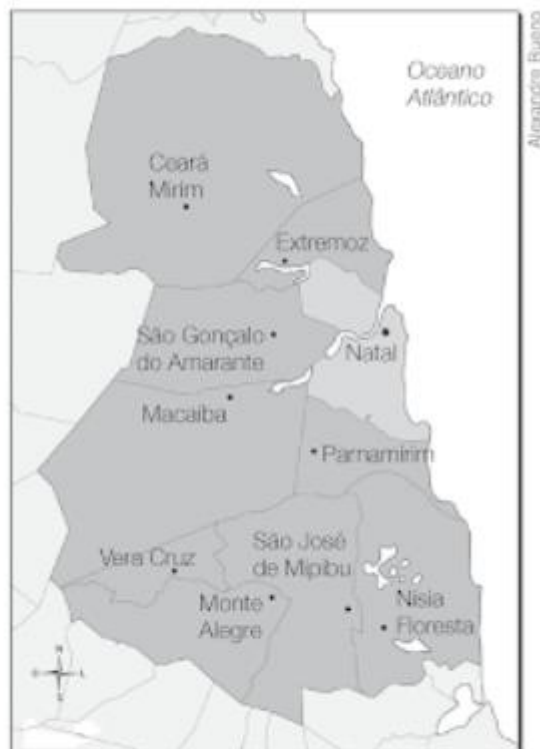 Alexandre Bueno
Oceano
Atlântico
Ceará
Mirim
Extremoz
São Gonçalo
do Amarante
Natal
Macaíba
Parnamirim
Vera Cruz
São José
de Mipibu
Monte
Alegre
Nísia
Floresta
N
O
L
S